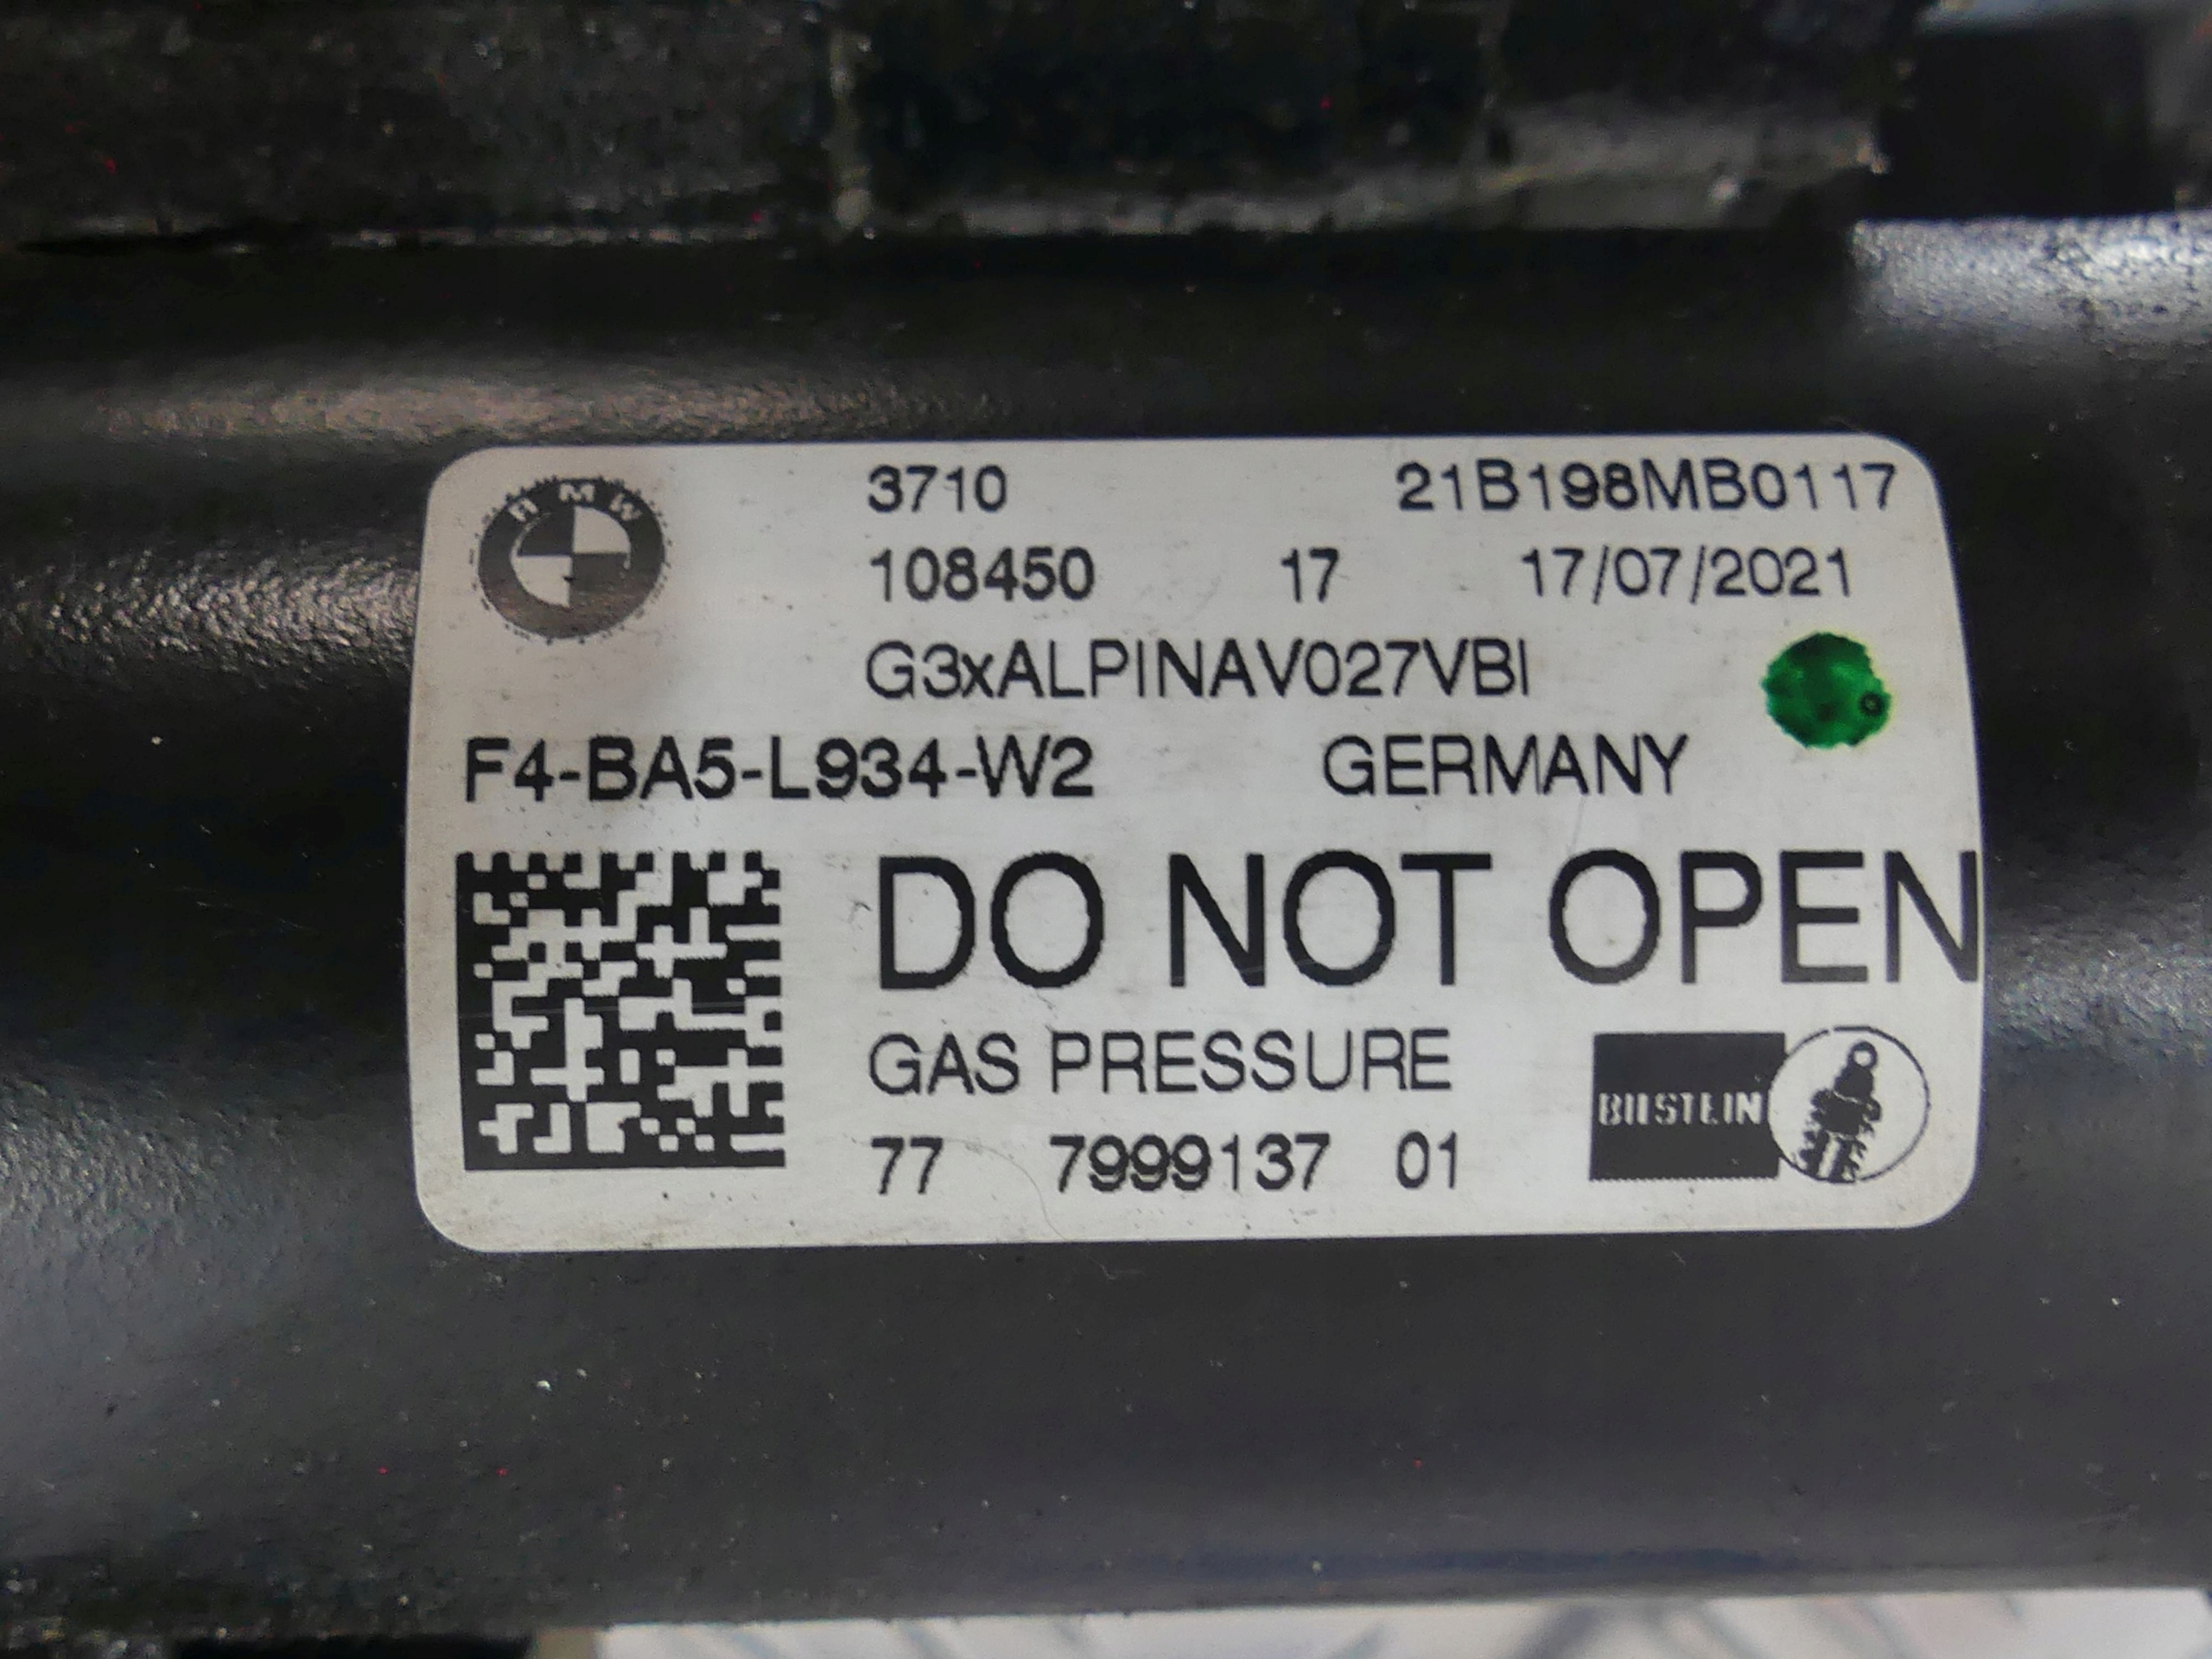 BMW
3710 21B198MB0117
108450 17 17/07/2021
G3xALPINAV027VBI
F4-BA5-L934-W2 GERMANY
DO NOT OPEN
GAS PRESSURE
BILSTEIN
77 7999137 01